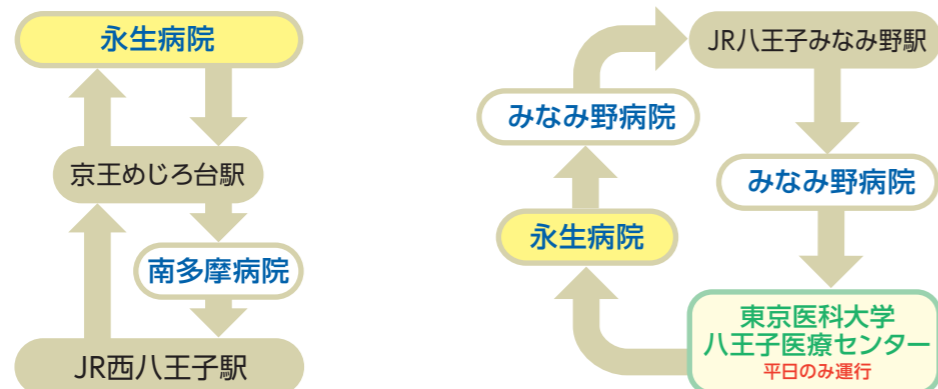 永生病院
京王めじろ台駅
南多摩病院
JR西八王子駅
JR八王子みなみ野駅
みなみ野病院
みなみ野病院
永生病院
東京医科大学
八王子医療センター
平日のみ運行